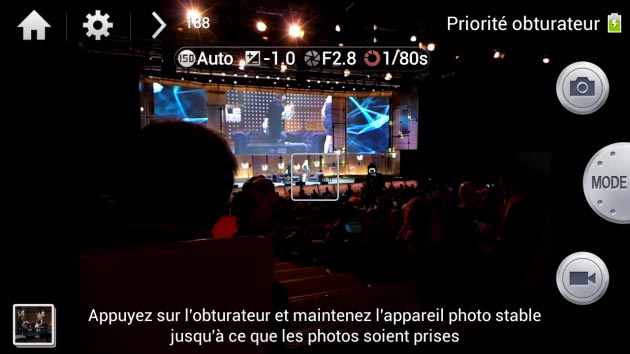 188
Priorité obturateur
ISO Auto -1.0 F2.8 1/80s
MODE
Appuyez sur l'obturateur et maintenez l'appareil photo stable
jusqu'à ce que les photos soient prises